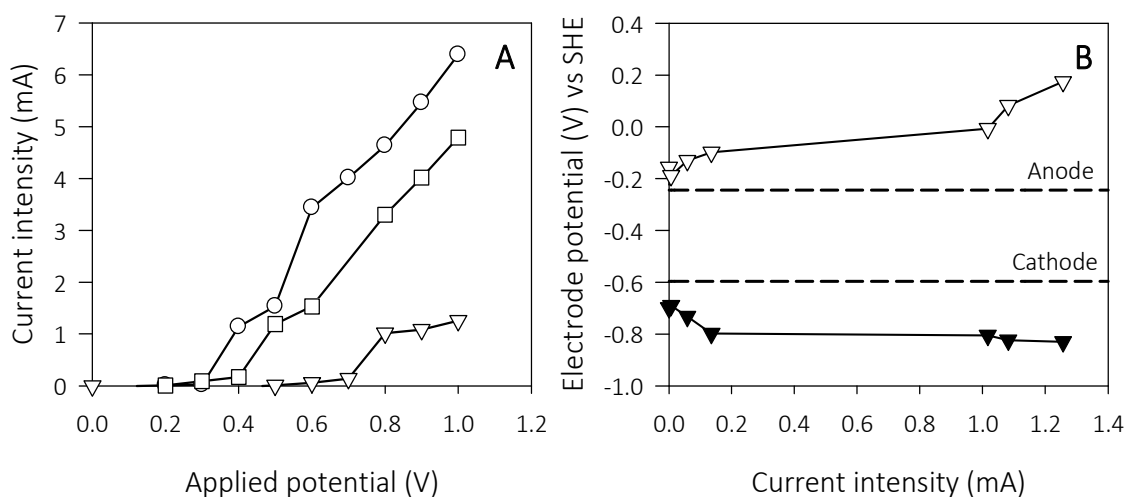 A
Current intensity (mA)
7
6
5
4
3
2
1
0
0.0 0.2 0.4 0.6 0.8 1.0 1.2
Applied potential (V)
B
Electrode potential (V) vs SHE
0.4
0.2
0.0
-0.2
-0.4
-0.6
-0.8
-1.0
Anode
Cathode
0.0 0.2 0.4 0.6 0.8 1.0 1.2 1.4
Current intensity (mA)